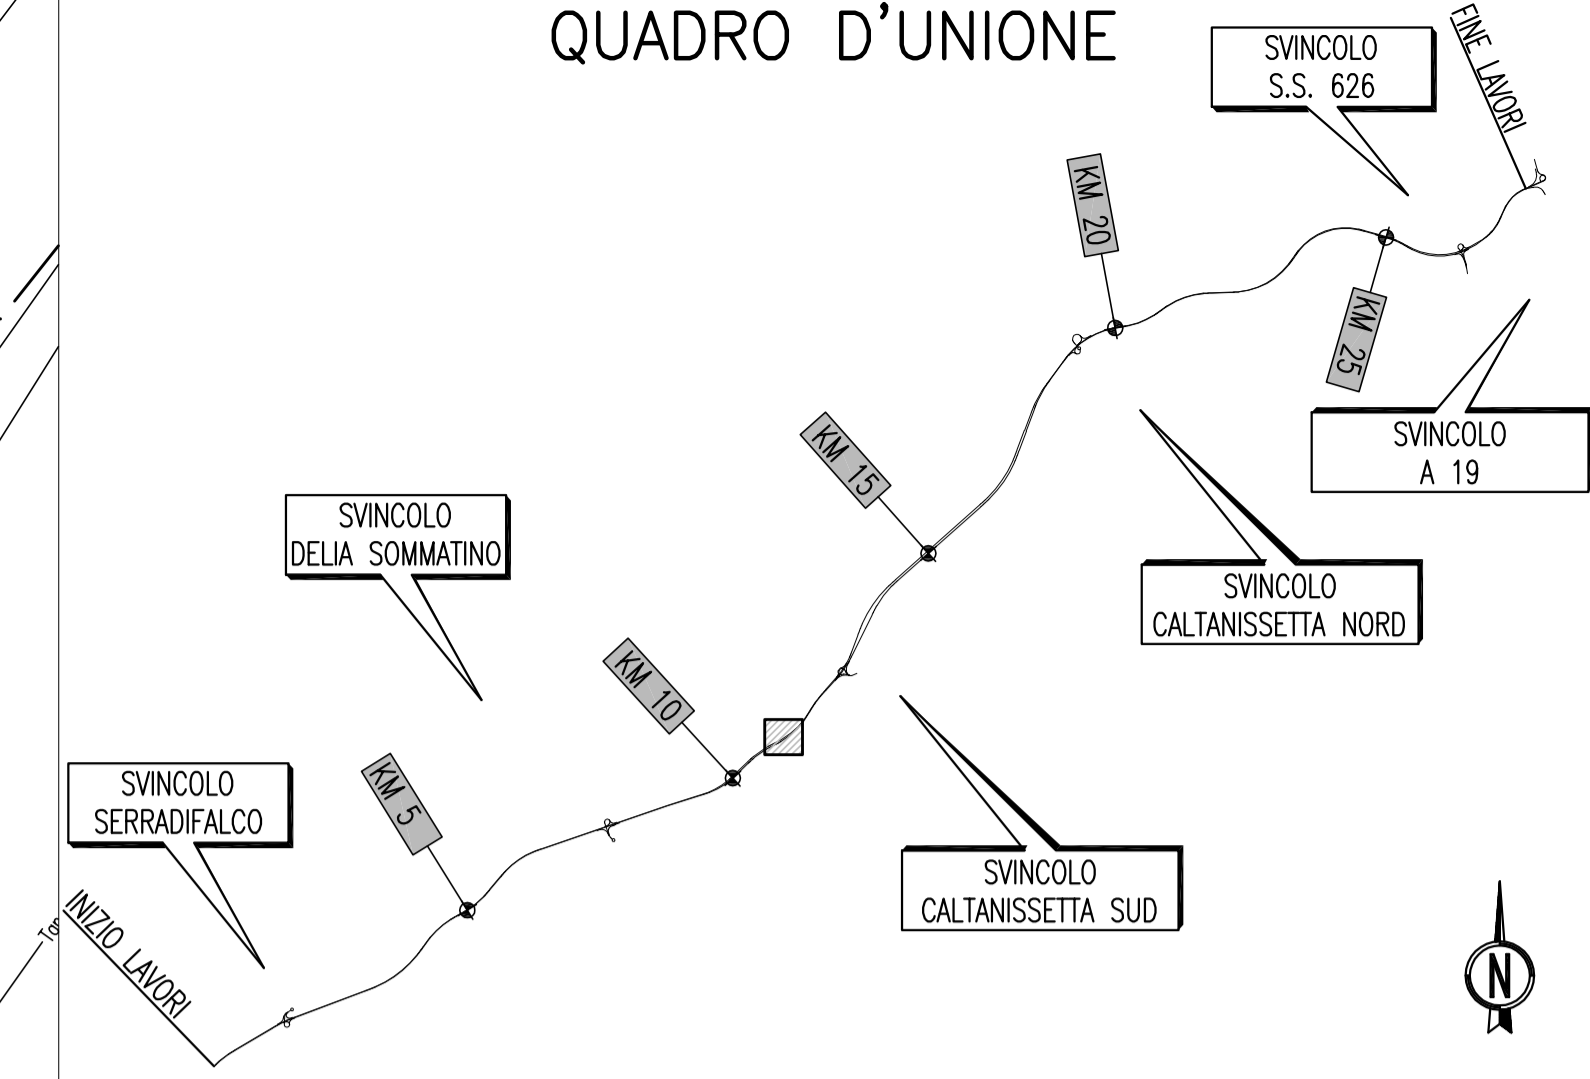 QUADRO D'UNIONE
SVINCOLO
S.S. 626
FINE LAVORI
KM 20
KM 25
SVINCOLO
A 19
KM 15
SVINCOLO
DELIA SOMMATINO
SVINCOLO
CALTANISSETTA NORD
KM 10
KM 5
SVINCOLO
SERRADIFALCO
SVINCOLO
CALTANISSETTA SUD
INIZIO LAVORI
N